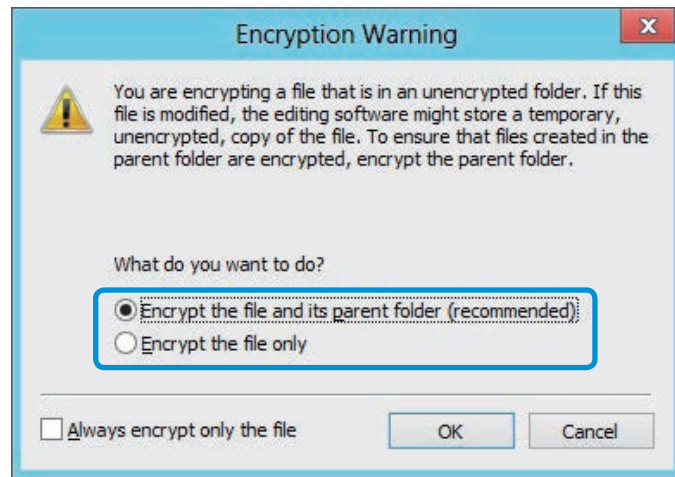 Encryption Warning
X
You are encrypting a file that is in an unencrypted folder. If this
file is modified, the editing software might store a temporary,
unencrypted, copy of the file. To ensure that files created in the
parent folder are encrypted, encrypt the parent folder.
What do you want to do?
Encrypt the file and its parent folder (recommended)
Encrypt the file only
Always encrypt only the file
OK
Cancel